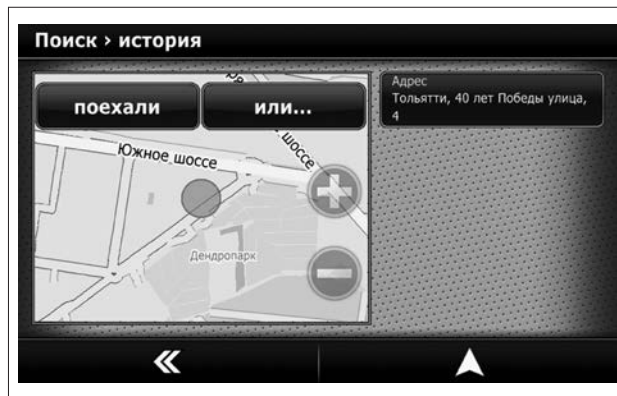 Поиск › история
поехали
или...
Адрес
Тольятти, 40 лет Победы улица,
4
Южное шоссе
шоссе
Дендропарк